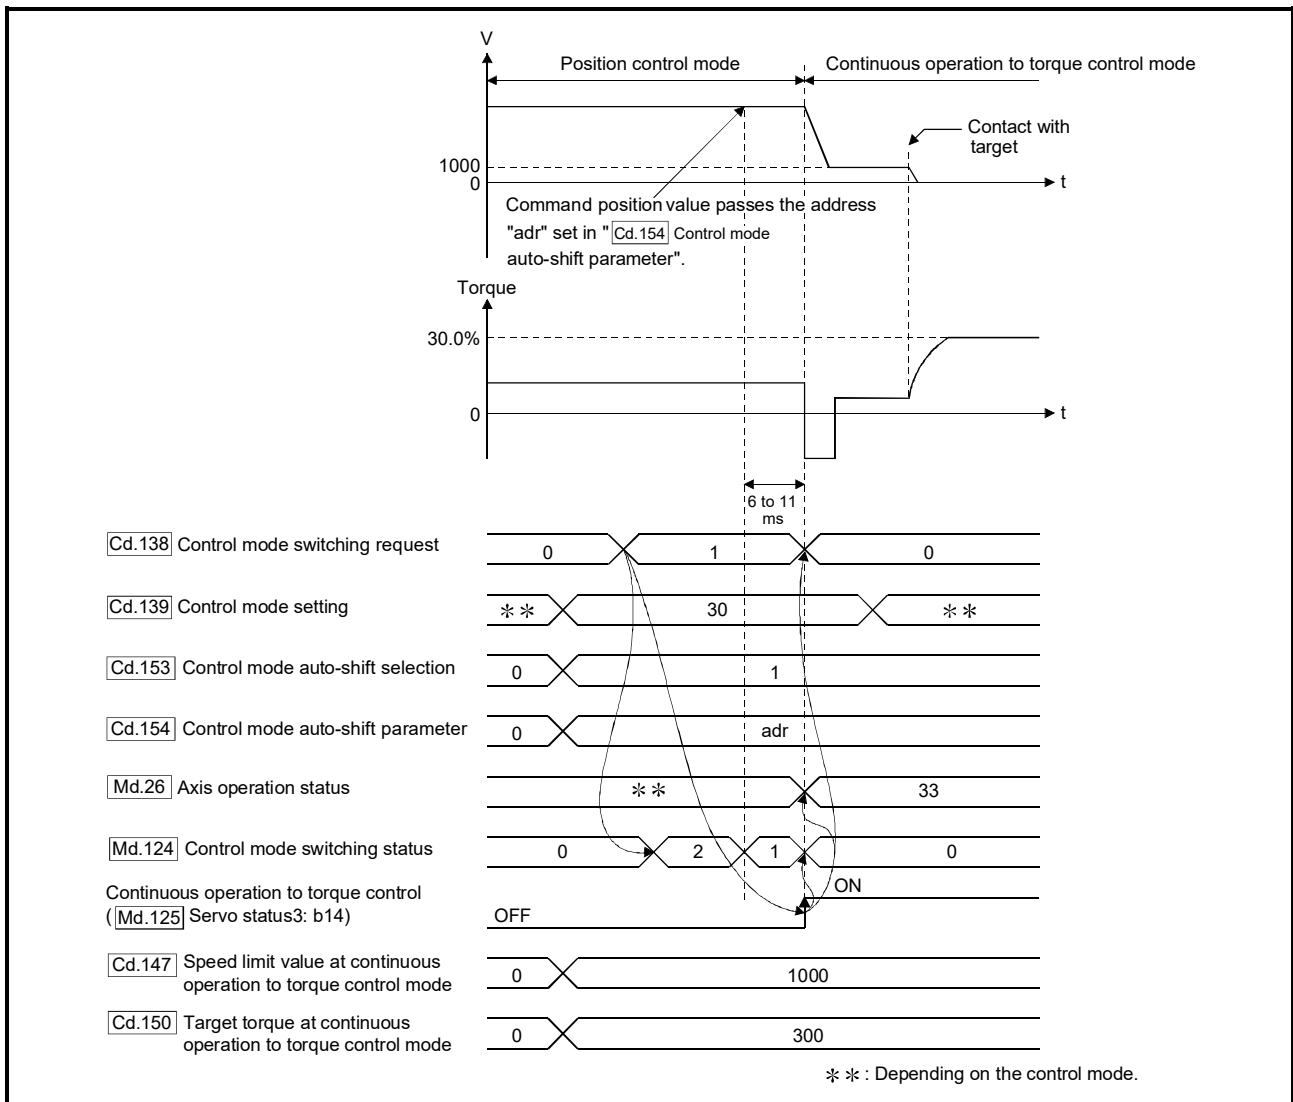 V
Position control mode
Continuous operation to torque control mode
Contact with
target
1000
0
t
Command position value passes the address
"adr" set in " Cd.154 Control mode
auto-shift parameter".
Torque
30.0%
0
t
6 to 11
ms
Cd.138 Control mode switching request
0 1 0
Cd.139 Control mode setting
** 30 **
Cd.153 Control mode auto-shift selection
0 1
Cd.154 Control mode auto-shift parameter
0 adr
Md.26 Axis operation status
** 33
Md.124 Control mode switching status
0 2 1 0
Continuous operation to torque control
( Md.125 Servo status3: b14)
OFF ON
Cd.147 Speed limit value at continuous
operation to torque control mode
0 1000
Cd.150 Target torque at continuous
operation to torque control mode
0 300
** : Depending on the control mode.